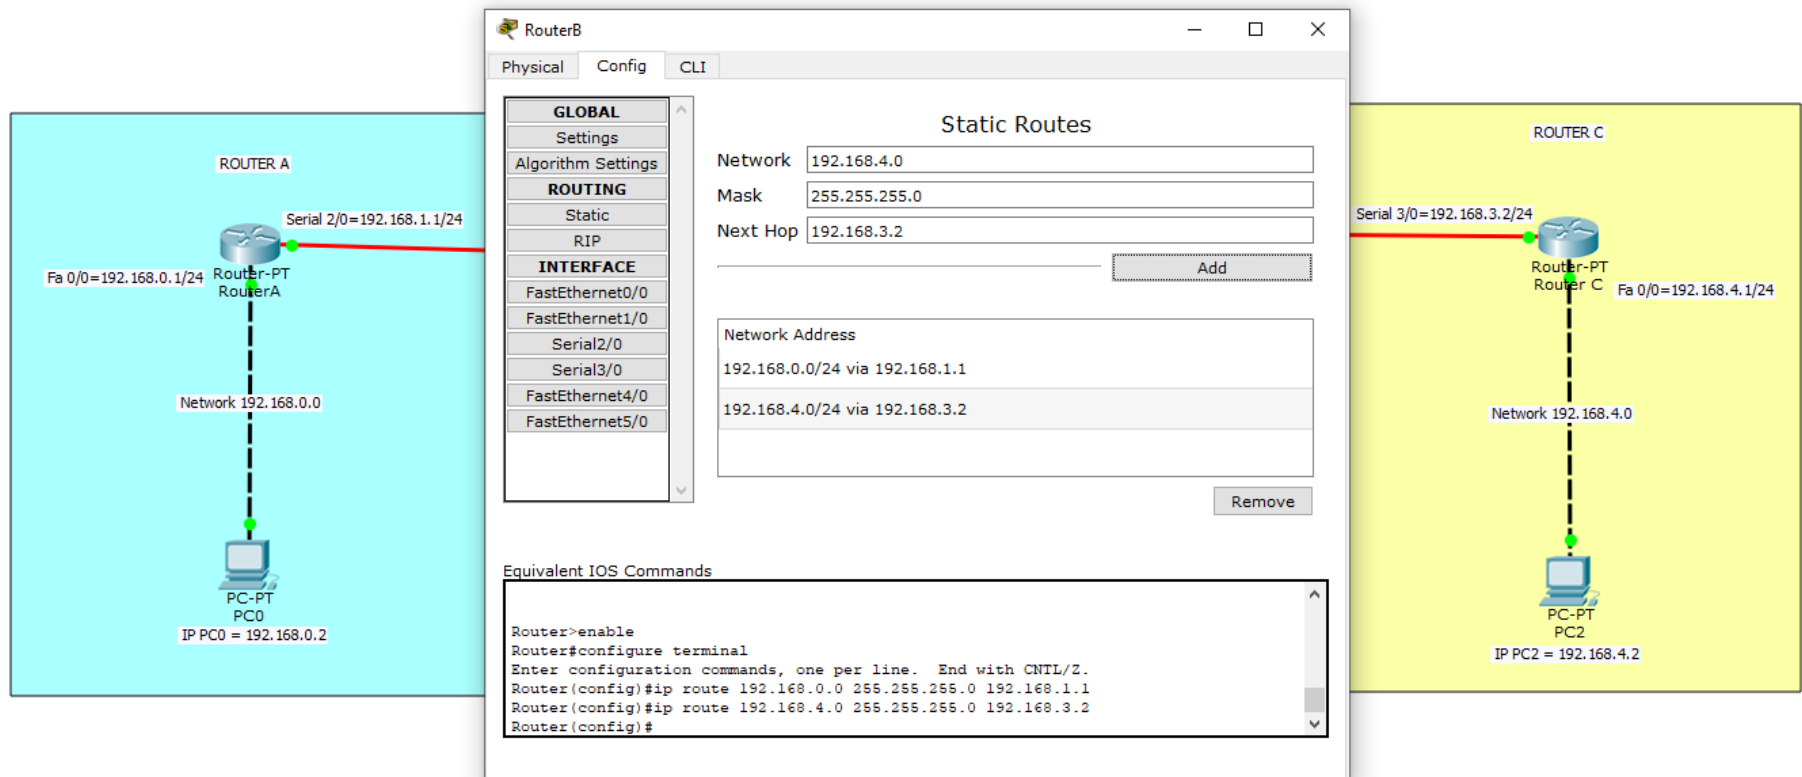 RouterB
Physical
Config
CLI
GLOBAL
Settings
Algorithm Settings
ROUTING
Static
RIP
INTERFACE
FastEthernet0/0
FastEthernet1/0
Serial2/0
Serial3/0
FastEthernet4/0
FastEthernet5/0
Static Routes
Network 192.168.4.0
Mask 255.255.255.0
Next Hop 192.168.3.2
Add
Network Address
192.168.0.0/24 via 192.168.1.1
192.168.4.0/24 via 192.168.3.2
Remove
Equivalent IOS Commands
Router>enable
Router#configure terminal
Enter configuration commands, one per line.  End with CNTL/Z.
Router(config)#ip route 192.168.0.0 255.255.255.0 192.168.1.1
Router(config)#ip route 192.168.4.0 255.255.255.0 192.168.3.2
Router(config)#
ROUTER A
Serial 2/0=192.168.1.1/24
Fa 0/0=192.168.0.1/24
Router-PT
RouterA
Network 192.168.0.0
PC-PT
PC0
IP PC0 = 192.168.0.2
ROUTER C
Serial 3/0=192.168.3.2/24
Router-PT
Router C
Fa 0/0=192.168.4.1/24
Network 192.168.4.0
PC-PT
PC2
IP PC2 = 192.168.4.2